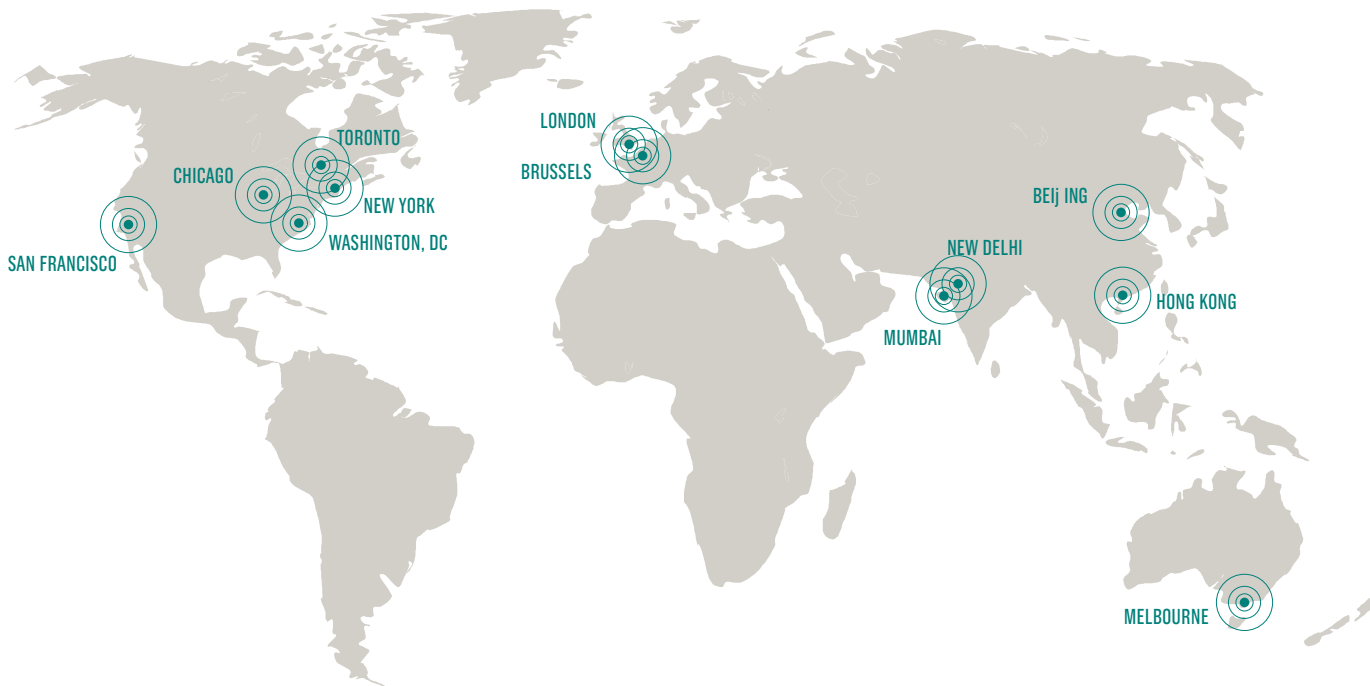 LONDON
TORONTO
BRUSSELS
CHICAGO
BEIj ING
NEW YORK
WASHINGTON, DC
NEW DELHI
SAN FRANCISCO
HONG KONG
MUMBAI
MELBOURNE